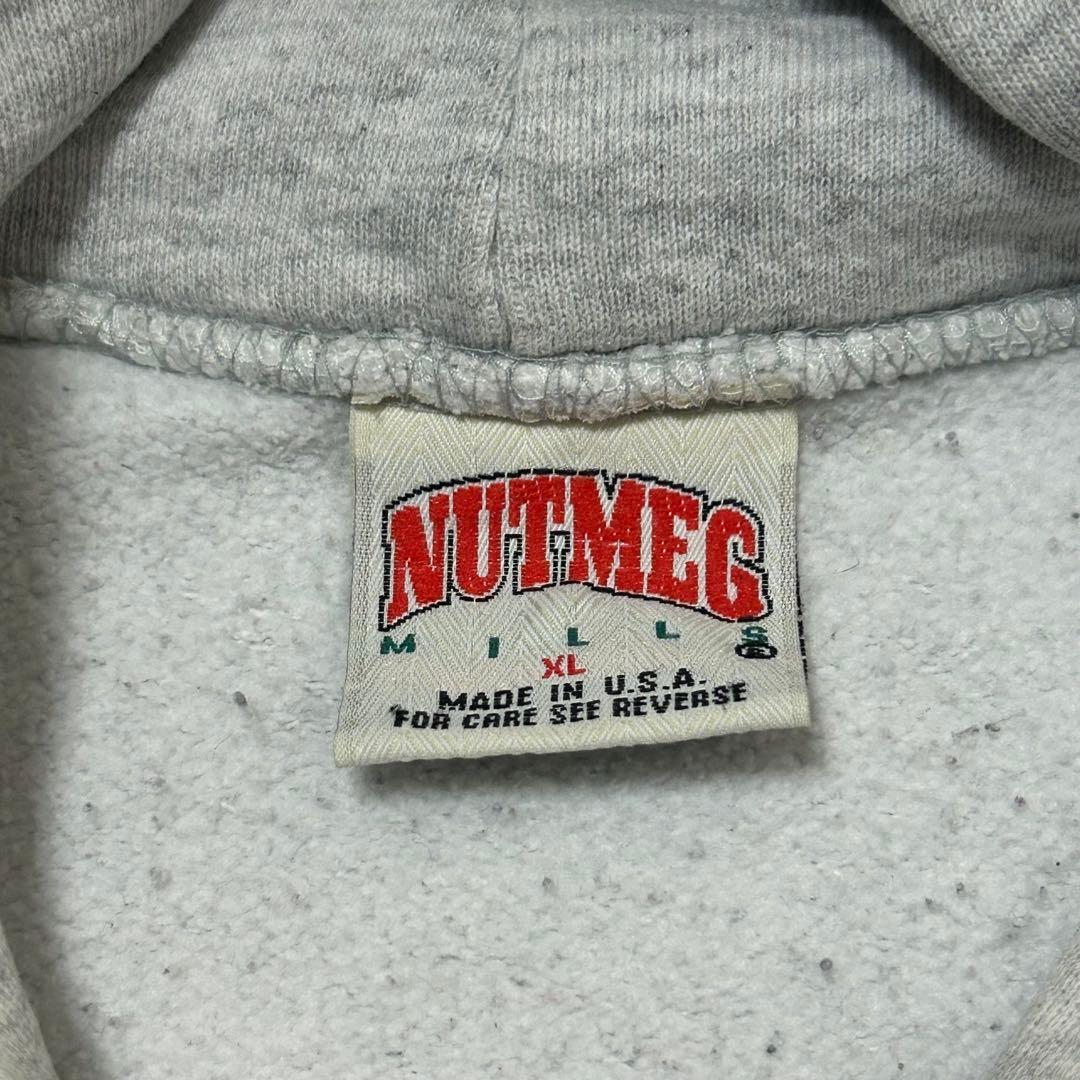 NUTMEG
MILLS
®
XL
MADE IN U.S.A.
FOR CARE SEE REVERSE